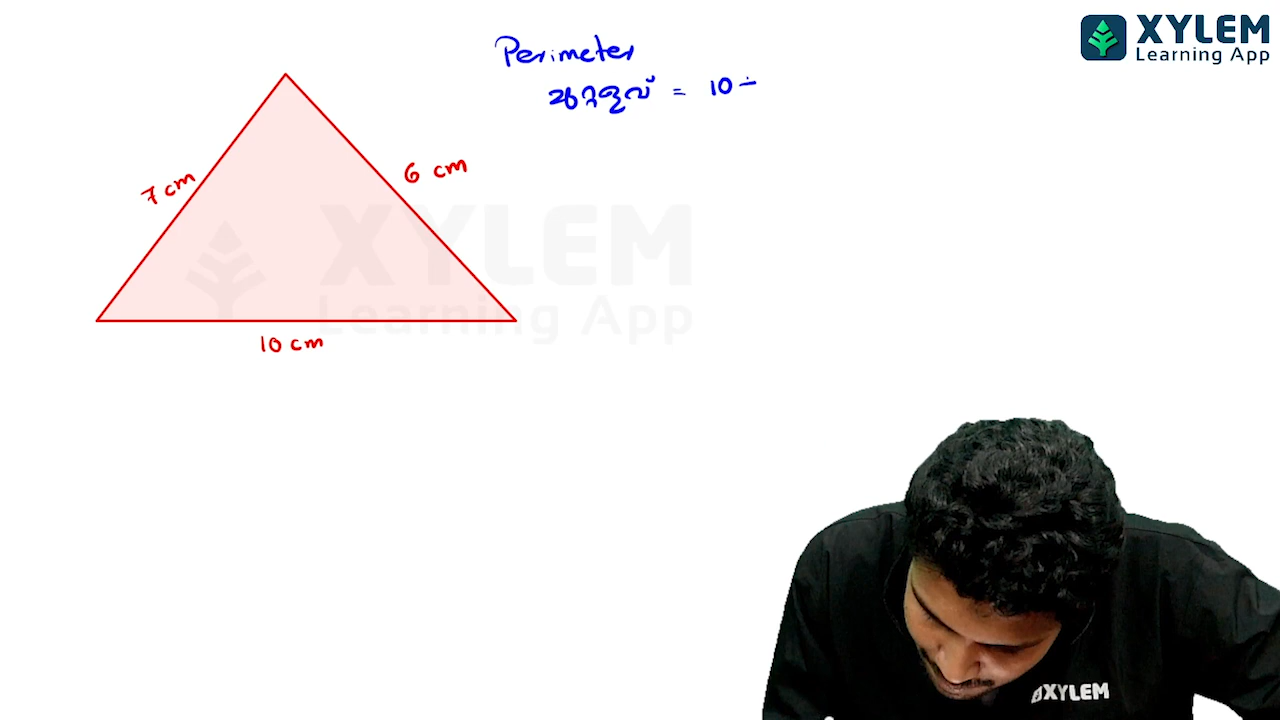 XYLEM
Learning App
Perimeter
ചുറ്റളവ് = 10
7 cm
6 cm
XYLEM
Learning App
10 cm
XYLEM